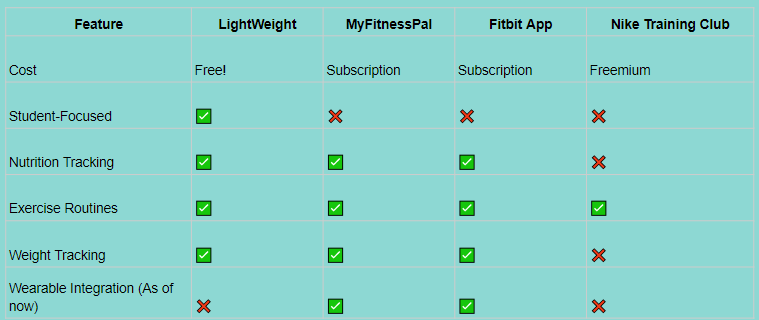 Feature LightWeight MyFitnessPal Fitbit App Nike Training Club
Cost Free! Subscription Subscription Freemium
Student-Focused ✅ ❌ ❌ ❌
Nutrition Tracking ✅ ✅ ✅ ❌
Exercise Routines ✅ ✅ ✅ ✅
Weight Tracking ✅ ✅ ✅ ❌
Wearable Integration (As of
now) ❌ ✅ ✅ ❌